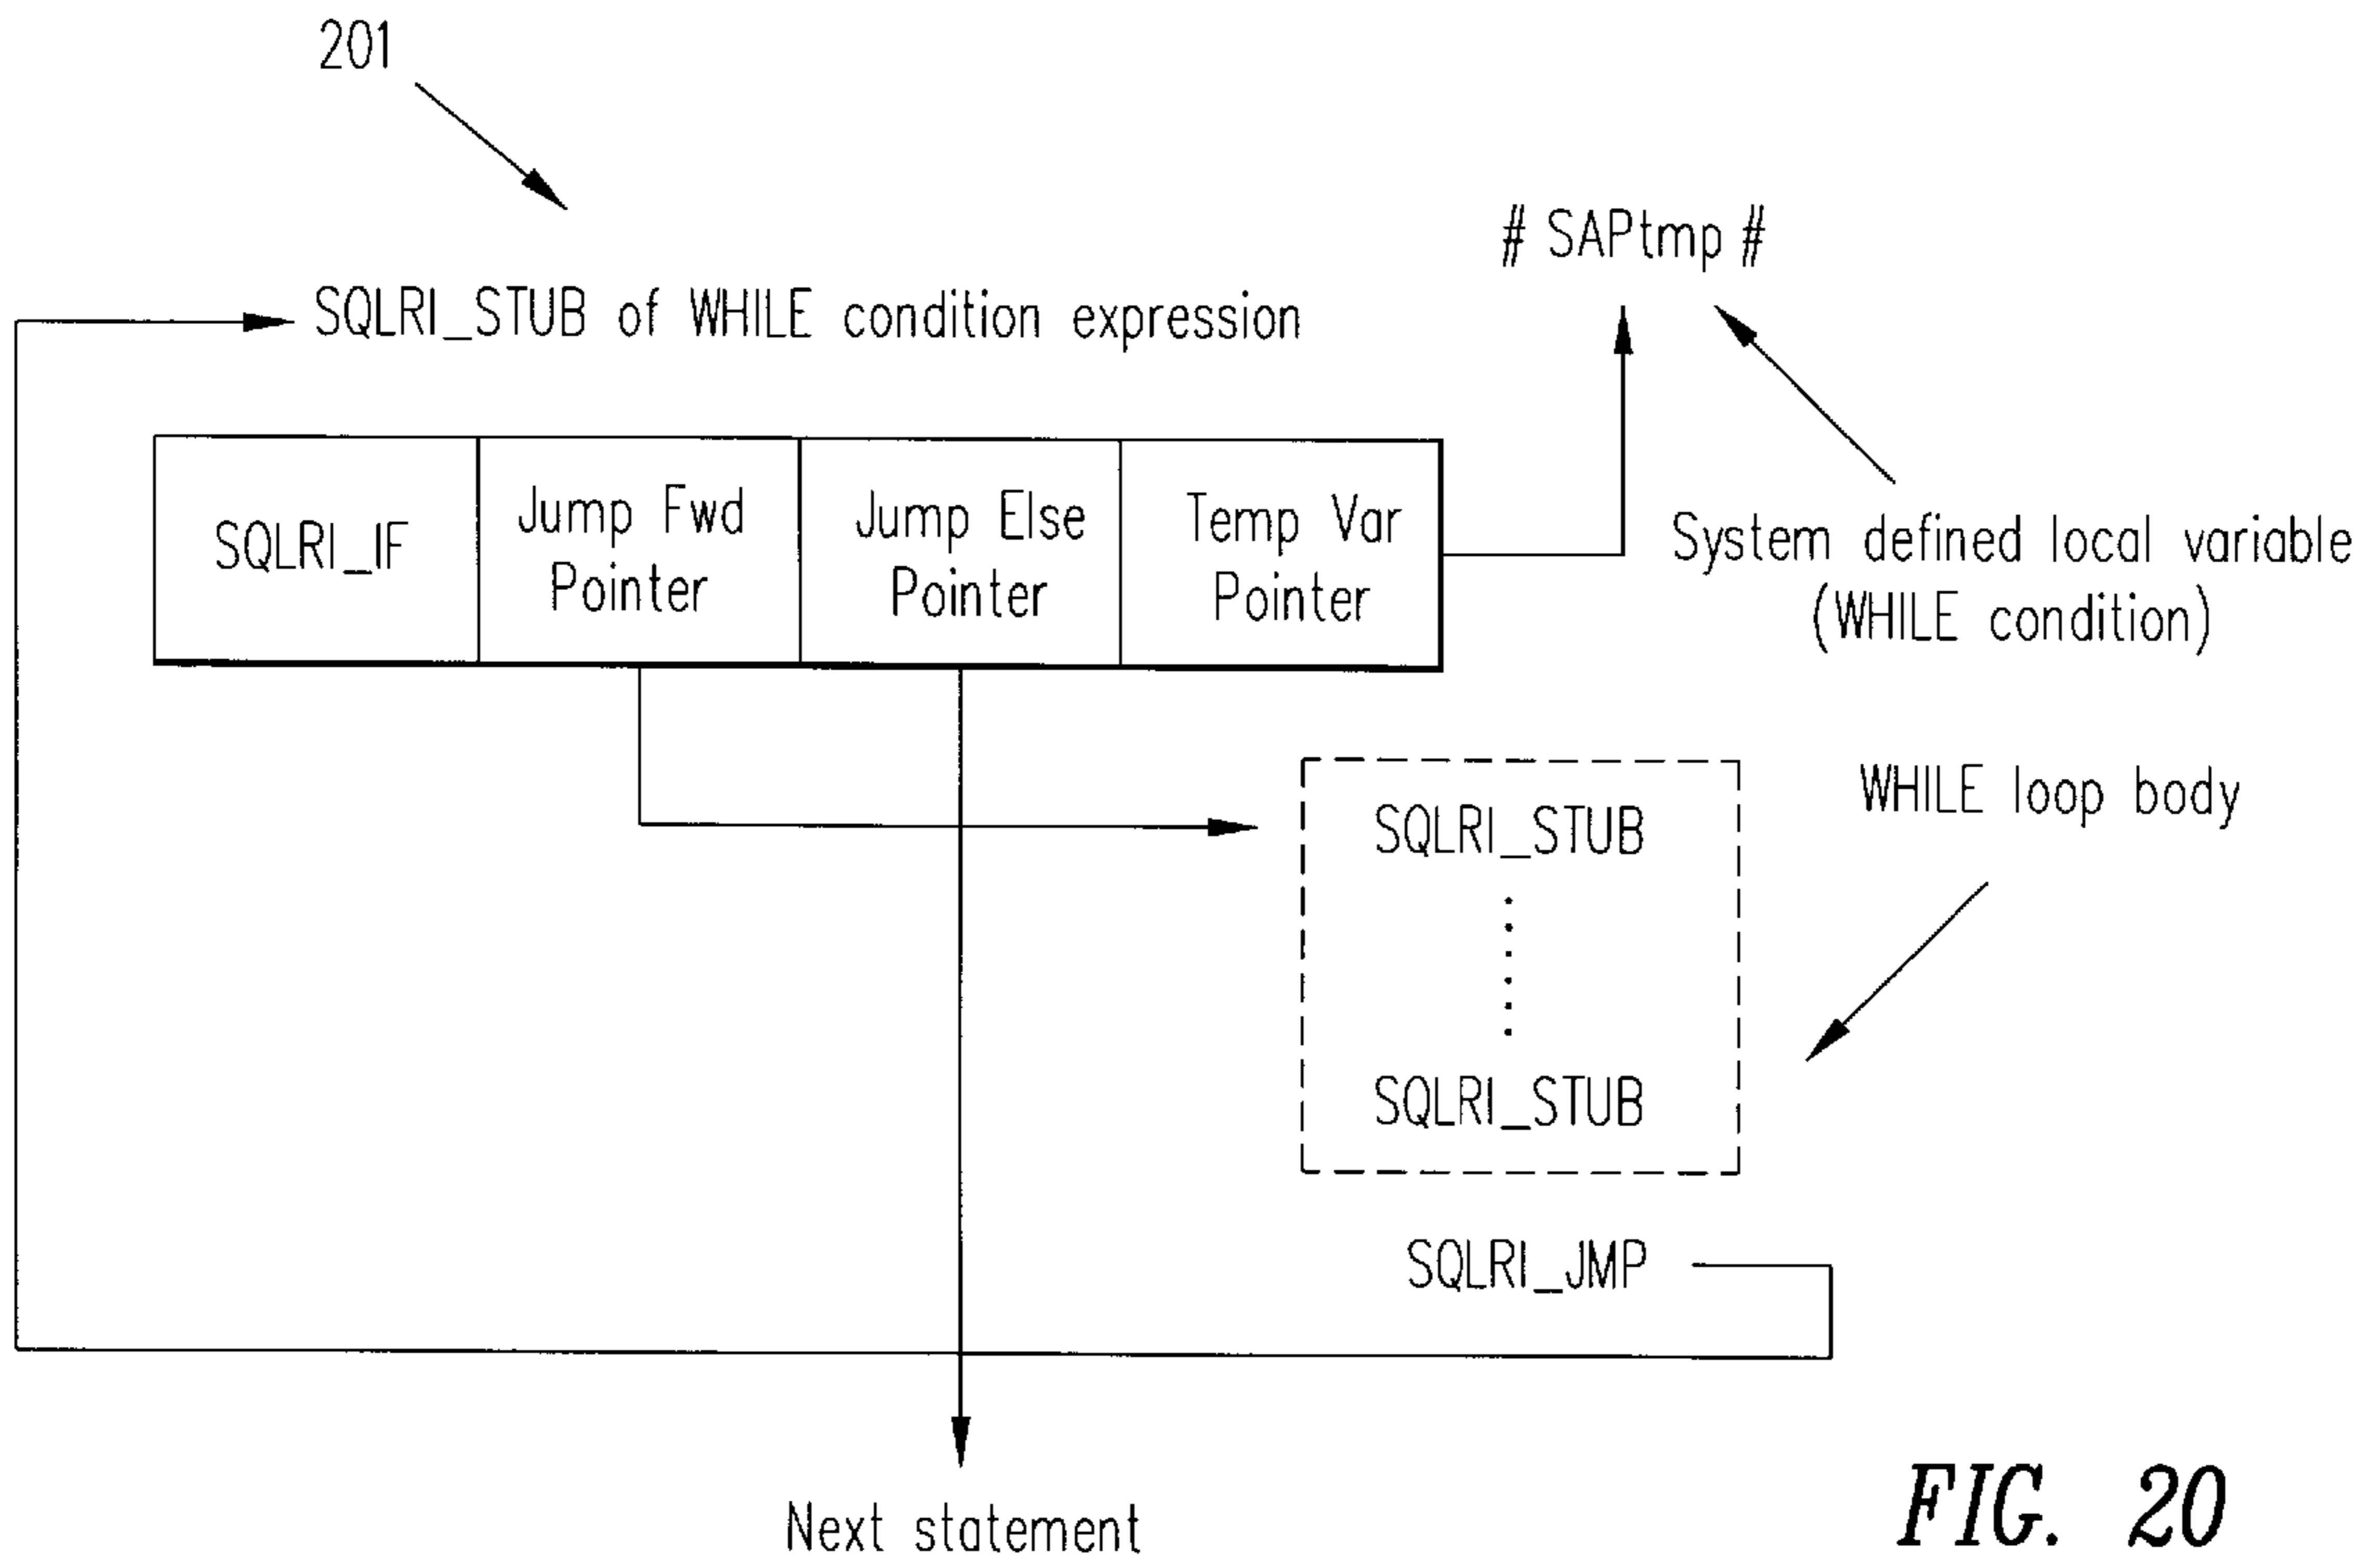 201
# SAPtmp #
SQLRI_STUB of WHILE condition expression
SQLRI_IF
Jump Fwd
Pointer
Jump Else
Pointer
Temp Var
Pointer
System defined local variable
(WHILE condition)
WHILE loop body
SQLRI_STUB
SQLRI_STUB
SQLRI_JMP
Next statement
FIG. 20